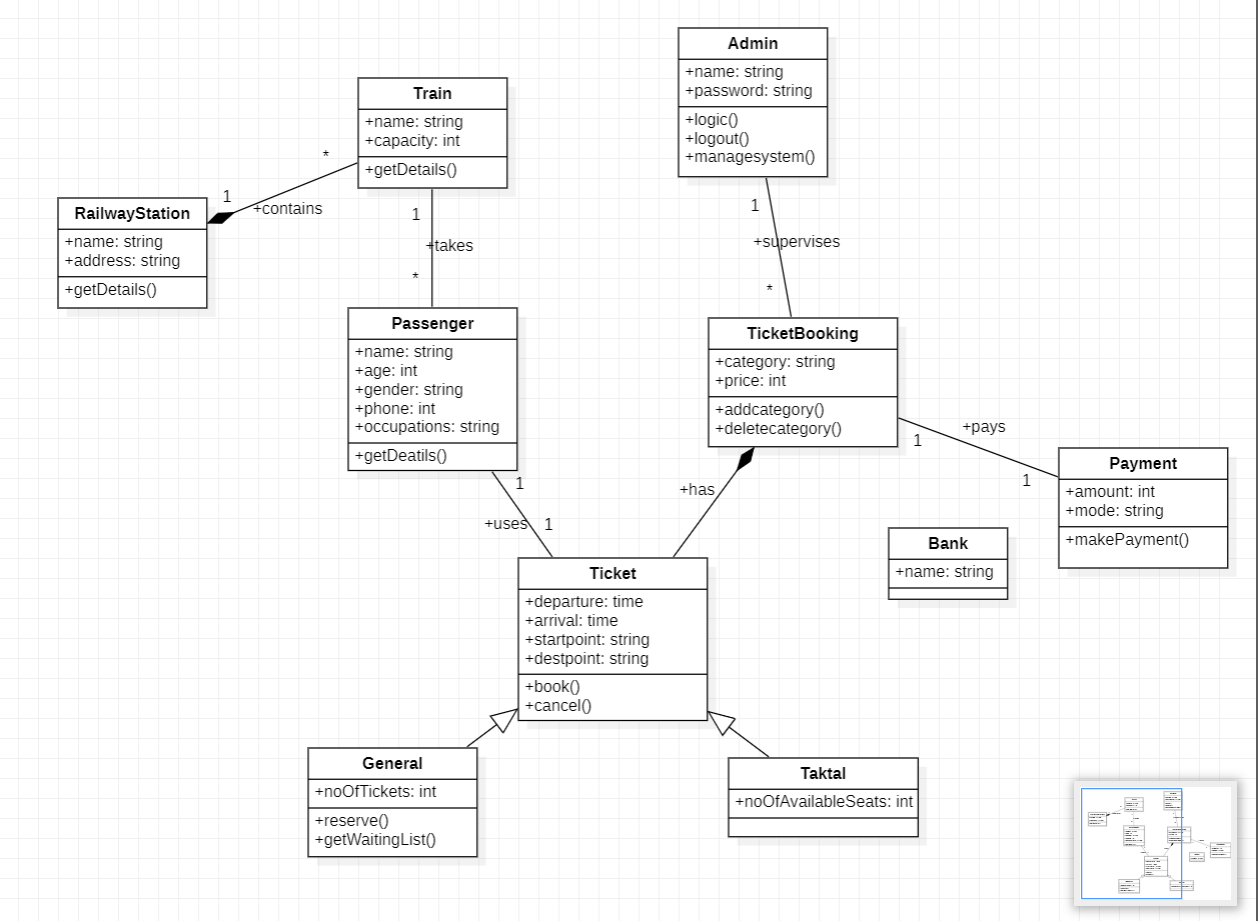 Admin
+name: string
+password: string
+logic()
+logout()
+managesystem()
Train
+name: string
+capacity: int
+getDetails()
*
1
+contains
RailwayStation
+name: string
+address: string
+getDetails()
1
+takes
*
1
+supervises
*
Passenger
+name: string
+age: int
+gender: string
+phone: int
+occupations: string
+getDeatils()
TicketBooking
+category: string
+price: int
+addcategory()
+deletecategory()
1
+pays
1
Payment
+amount: int
+mode: string
+makePayment()
1
+uses
1
+has
Bank
+name: string
Ticket
+departure: time
+arrival: time
+startpoint: string
+destpoint: string
+book()
+cancel()
General
+noOfTickets: int
+reserve()
+getWaitingList()
Taktal
+noOfAvailableSeats: int